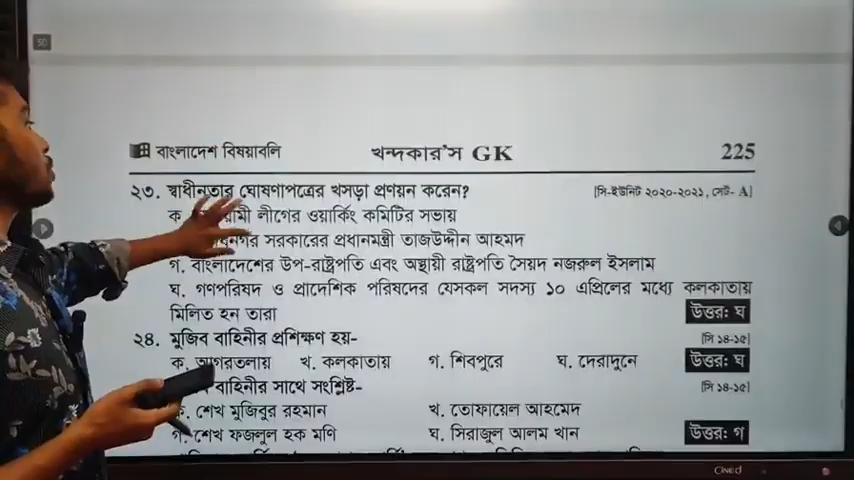 50
বাংলাদেশ বিষয়াবলি খন্দকার'স GK 225
২৩. স্বাধীনতার ঘোষণাপত্রের খসড়া প্রণয়ন করেন? [সি-ইউনিট ২০২০-২০২১, সেট- A]
ক. লীগের ওয়ার্কিং কমিটির সভায়
সরকারের প্রধানমন্ত্রী তাজউদ্দীন আহমদ
গ. বাংলাদেশের উপ-রাষ্ট্রপতি এবং অস্থায়ী রাষ্ট্রপতি সৈয়দ নজরুল ইসলাম
ঘ. গণপরিষদ ও প্রাদেশিক পরিষদের যেসকল সদস্য ১০ এপ্রিলের মধ্যে কলকাতায়
মিলিত হন তারা উত্তর: ঘ
২৪. মুজিব বাহিনীর প্রশিক্ষণ হয়- [সি ১৪-১৫]
ক. আগরতলায় খ. কলকাতায় গ. শিবপুরে ঘ. দেরাদুনে উত্তর: ঘ
বাহিনীর সাথে সংশ্লিষ্ট- [সি ১৪-১৫]
ক. শেখ মুজিবুর রহমান খ. তোফায়েল আহমেদ
গ. শেখ ফজলুল হক মণি ঘ. সিরাজুল আলম খান উত্তর: গ